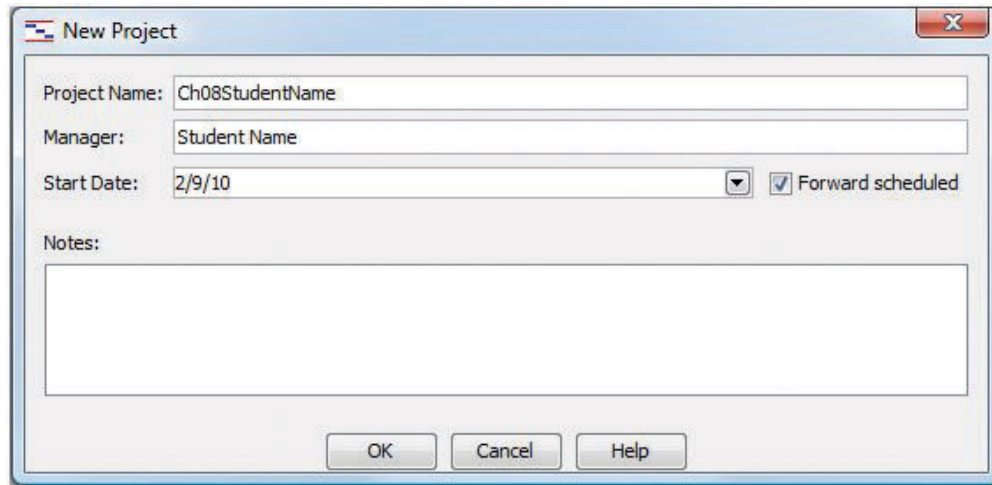 New Project
Project Name: Ch08StudentName
Manager: Student Name
Start Date: 2/9/10 Forward scheduled
Notes:
OK Cancel Help